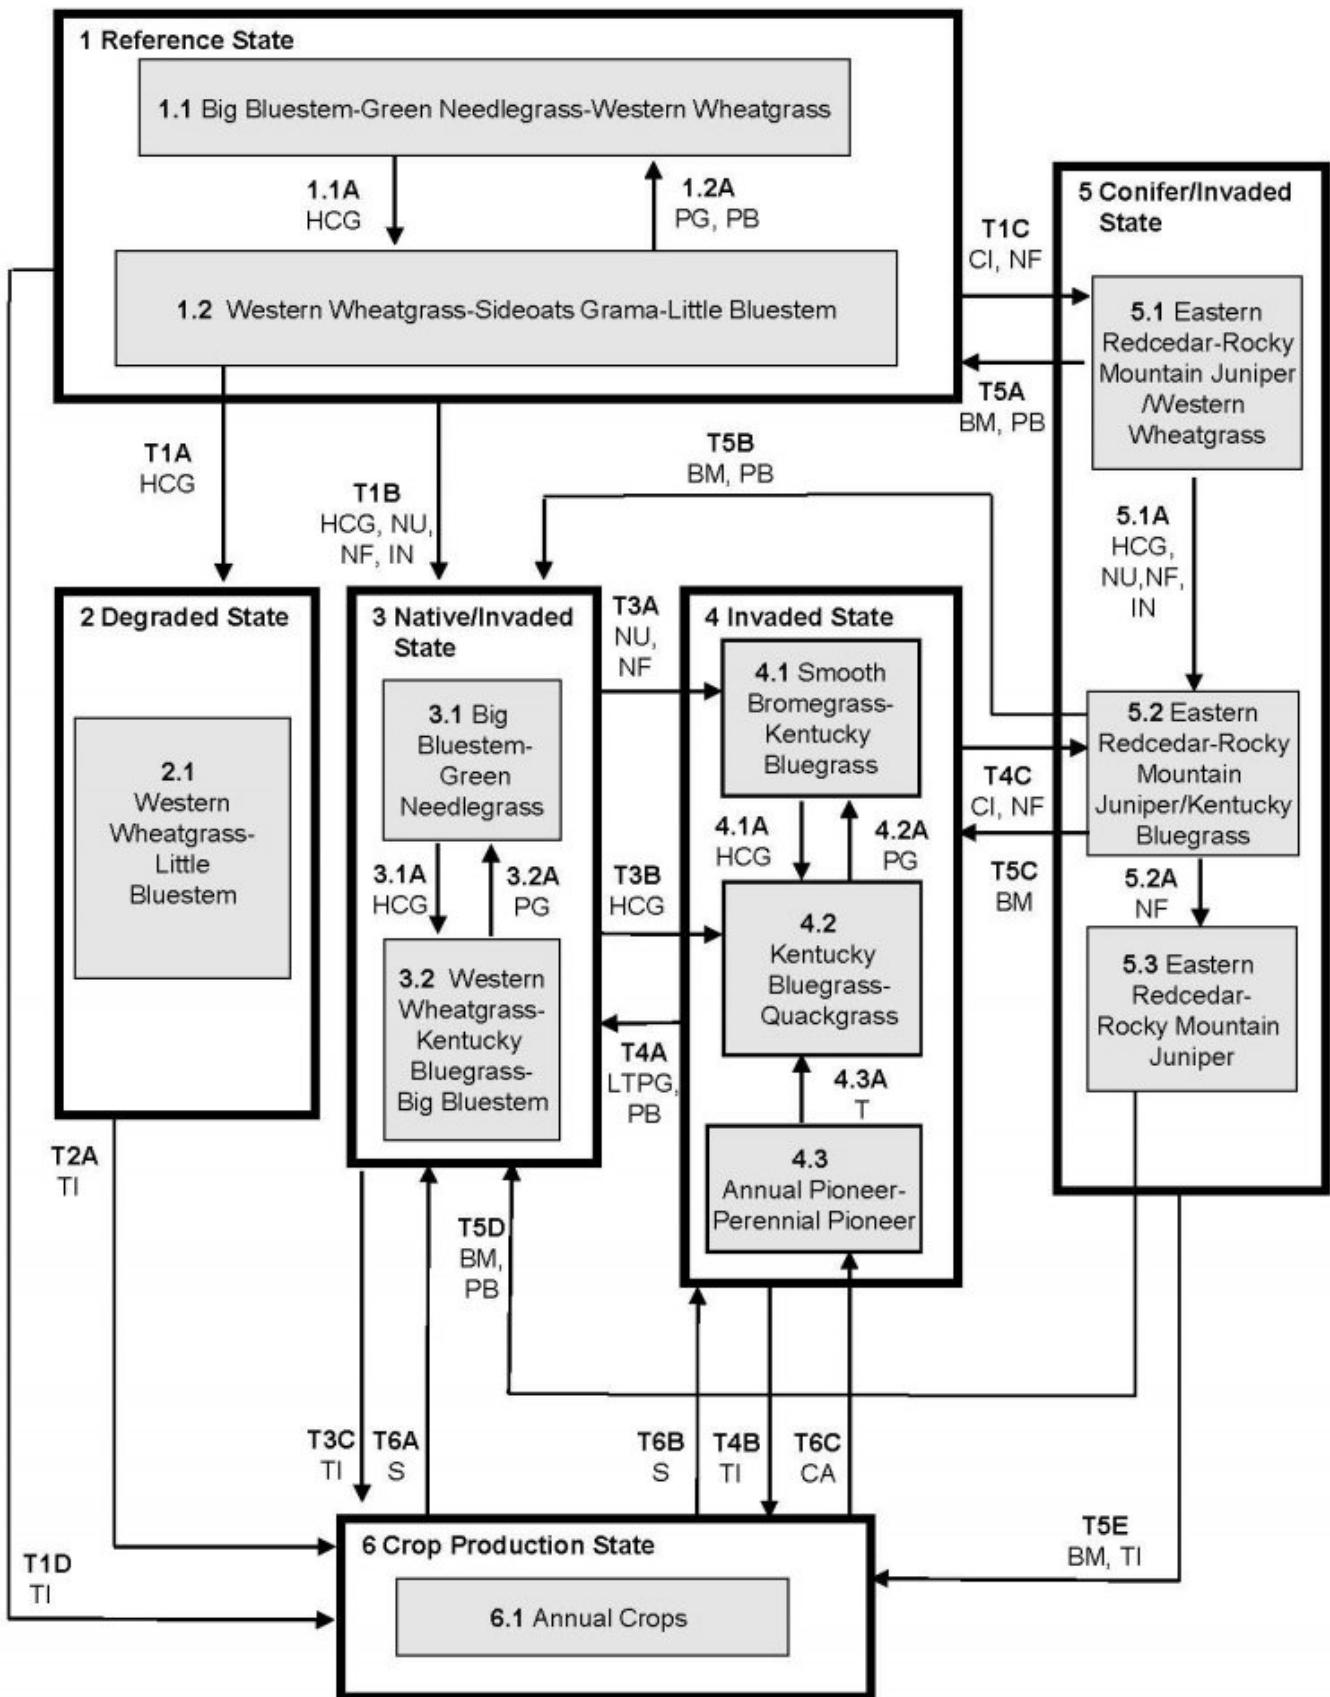 1 Reference State
1.1 Big Bluestem-Green Needlegrass-Western Wheatgrass
1.1A
HCG
1.2A
PG, PB
1.2 Western Wheatgrass-Sideoats Grama-Little Bluestem
T1C
CI, NF
T5A
BM, PB
5 Conifer/Invaded
State
5.1 Eastern
Redcedar-Rocky
Mountain Juniper
/Western
Wheatgrass
T1A
HCG
T1B
HCG, NU,
NF, IN
T5B
BM, PB
5.1A
HCG,
NU,NF,
IN
2 Degraded State
2.1
Western
Wheatgrass-
Little
Bluestem
3 Native/Invaded
State
3.1 Big
Bluestem-
Green
Needlegrass
3.1A
HCG
3.2A
PG
3.2 Western
Wheatgrass-
Kentucky
Bluegrass-
Big Bluestem
T3A
NU,
NF
T3B
HCG
T4A
LTPG,
PB
4 Invaded State
4.1 Smooth
Bromegrass-
Kentucky
Bluegrass
4.1A
HCG
4.2A
PG
4.2
Kentucky
Bluegrass-
Quackgrass
4.3A
T
4.3
Annual Pioneer-
Perennial Pioneer
T4C
CI, NF
T5C
BM
5.2 Eastern
Redcedar-Rocky
Mountain
Juniper/Kentucky
Bluegrass
5.2A
NF
5.3 Eastern
Redcedar-
Rocky Mountain
Juniper
T2A
TI
T5D
BM,
PB
T3C
TI
T6A
S
T6B
S
T4B
TI
T6C
CA
T5E
BM, TI
T1D
TI
6 Crop Production State
6.1 Annual Crops